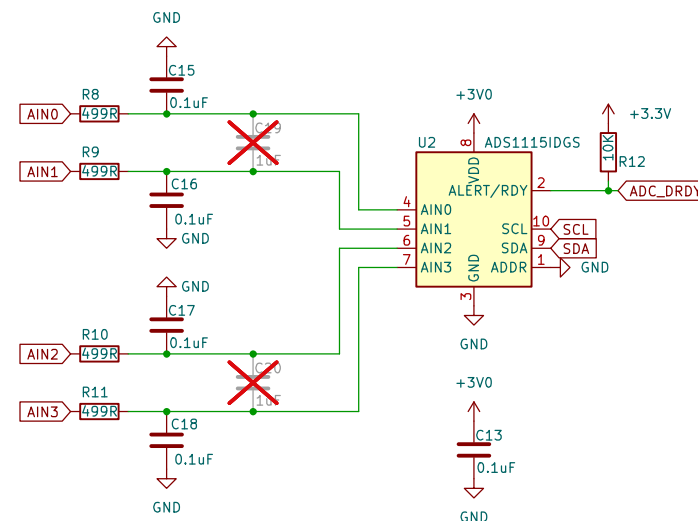 GND
C15
0.1uF
R8
AIN0
499R
C19
1uF
R9
AIN1
499R
C16
0.1uF
GND
GND
C17
0.1uF
R10
AIN2
499R
C20
1uF
R11
AIN3
499R
C18
0.1uF
GND
+3V0
U2
ADS1115IDGS
8
VDD
ALERT/RDY
2
4
AIN0
5
AIN1
6
AIN2
7
AIN3
SCL
10
SCL
SDA
9
SDA
ADDR
1
GND
GND
3
GND
+3.3V
10K
R12
ADC_DRDY
+3V0
C13
0.1uF
GND